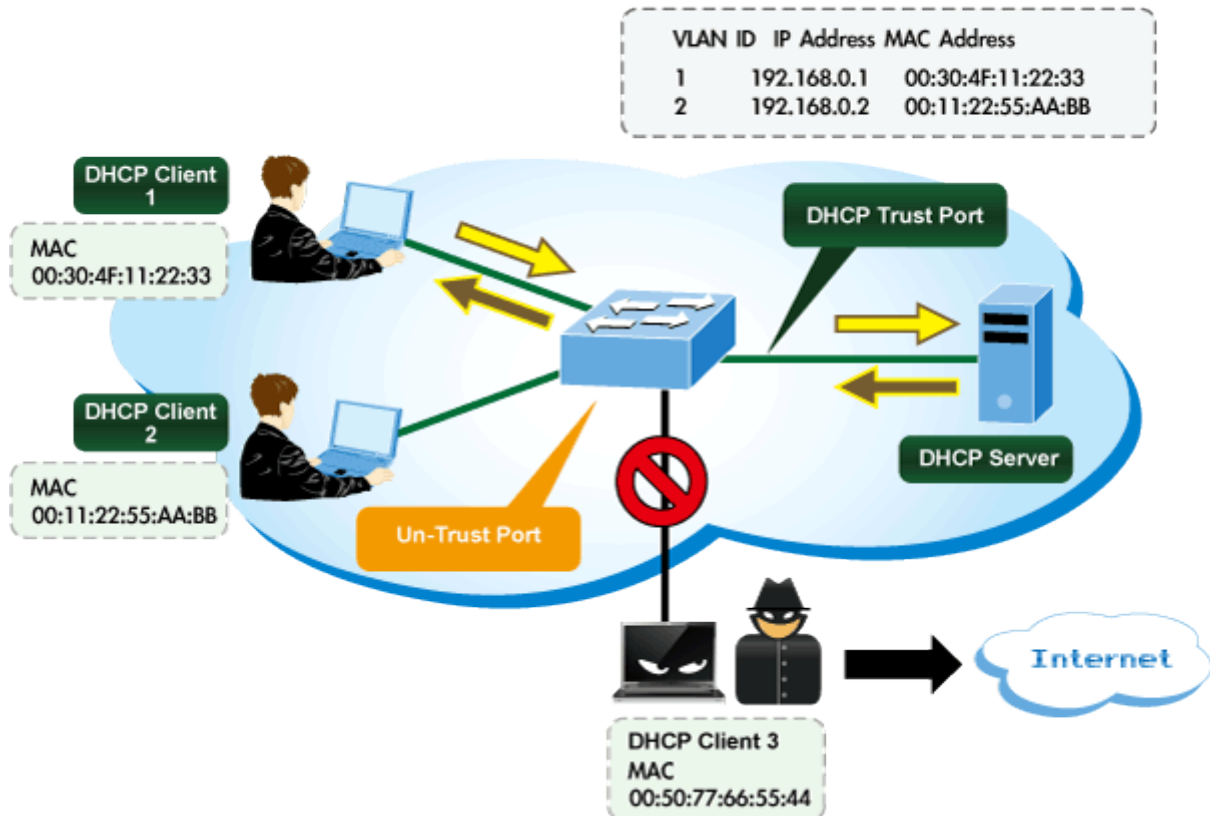 VLAN ID IP Address MAC Address
1 192.168.0.1 00:30:4F:11:22:33
2 192.168.0.2 00:11:22:55:AA:BB
DHCP Client
1
MAC
00:30:4F:11:22:33
DHCP Trust Port
DHCP Client
2
MAC
00:11:22:55:AA:BB
DHCP Server
Un-Trust Port
Internet
DHCP Client 3
MAC
00:50:77:66:55:44